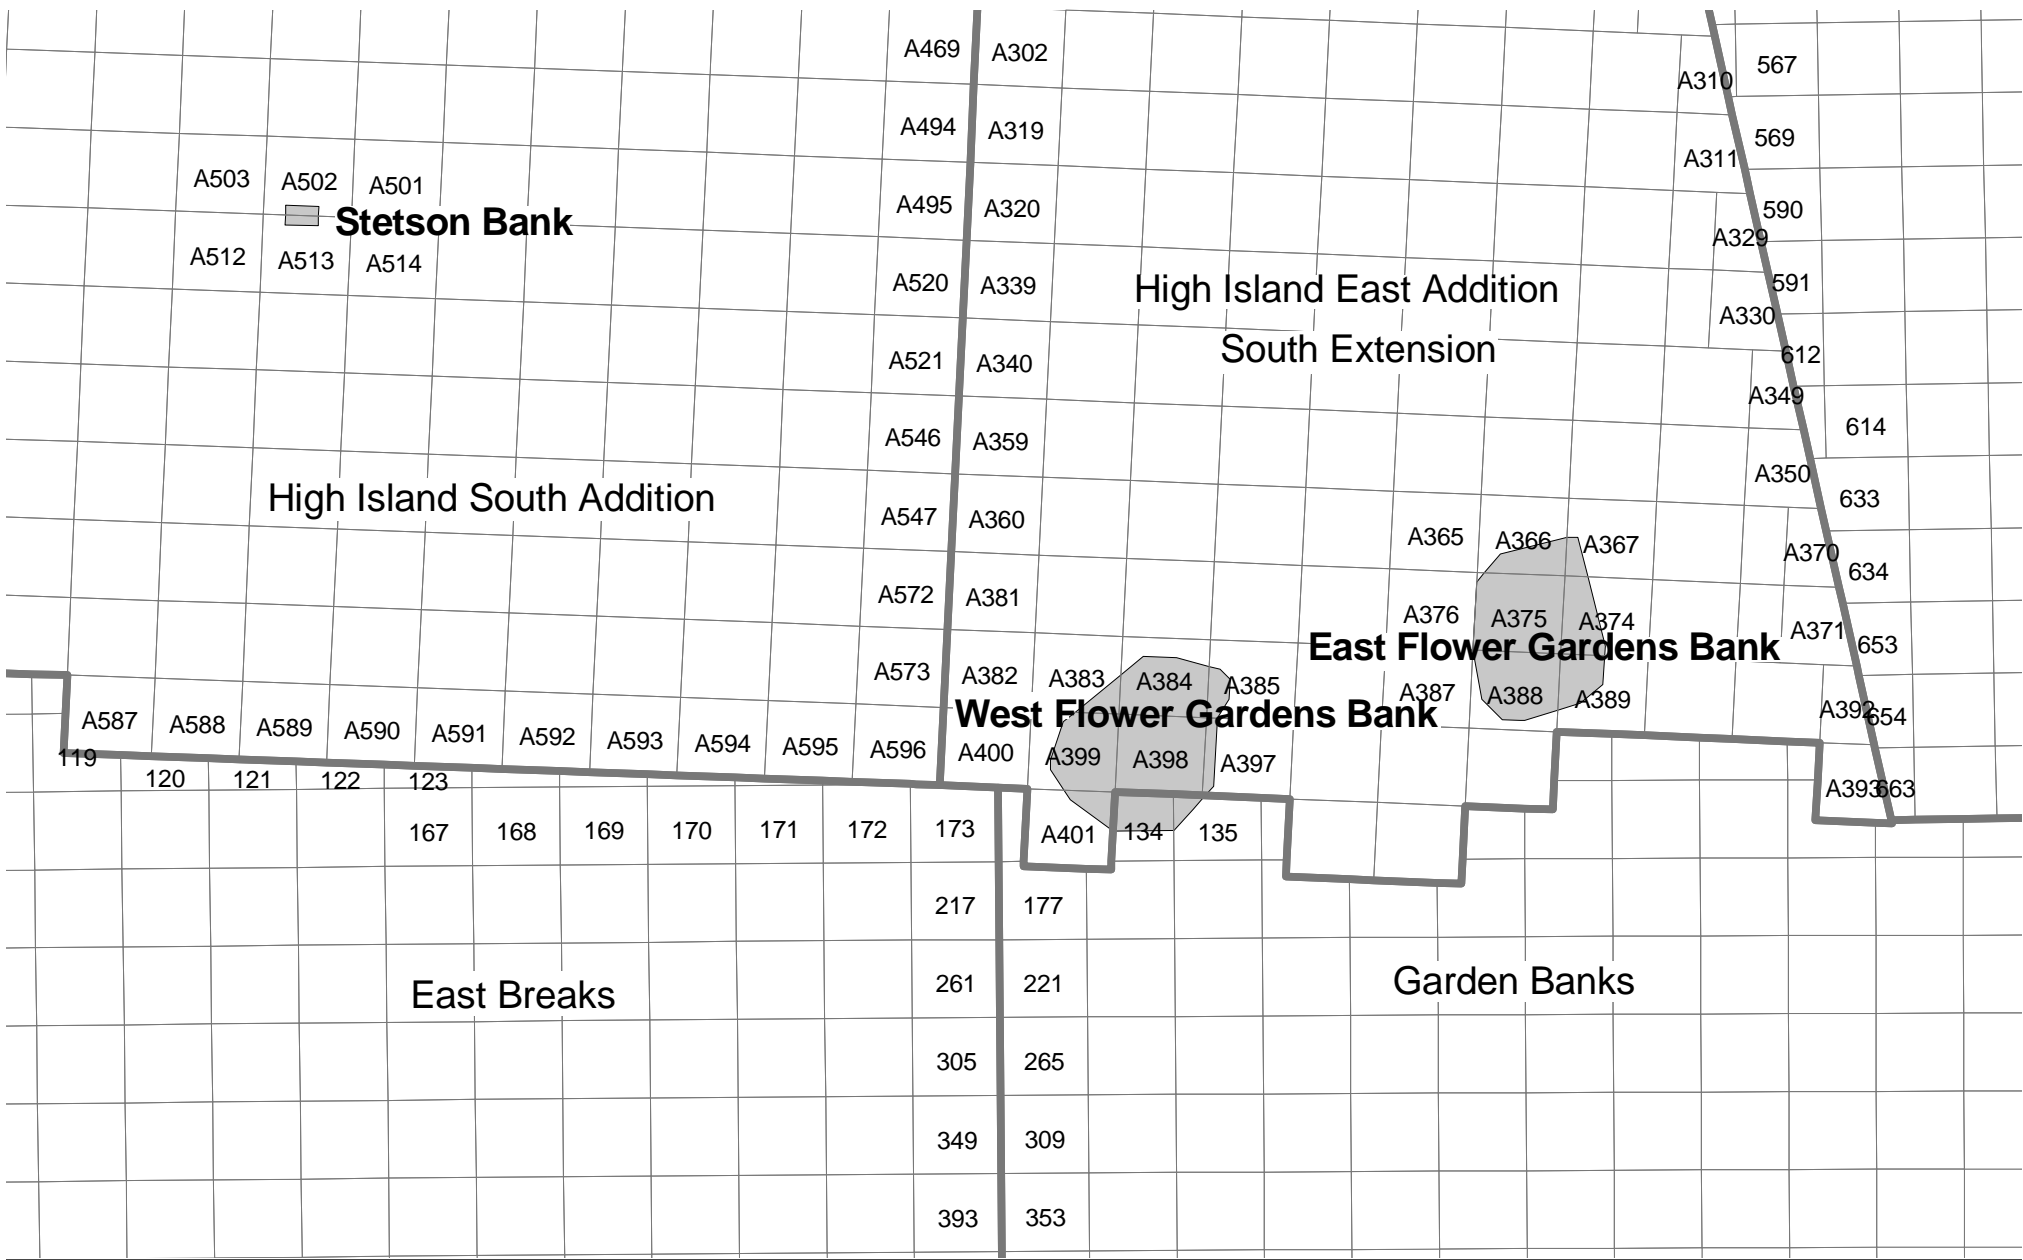 A469 A302 567
A310
A494 A319 569
A311
A503 A502 A501
A495 A320 590
Stetson Bank
A329
A512 A513 A514
A520 A339 591
High Island East Addition
A330
South Extension
A521 A340 612
A349
A546 A359 614
A350
High Island South Addition
633
A547 A360 A365 A366 A367 A370
634
A572 A381 A376 A375 A374 A371
East Flower Gardens Bank
653
A573 A382 A383 A384 A385 A387 A388 A389 A392
654
West Flower Gardens Bank
A587 A588 A589 A590 A591 A592 A593 A594 A595 A596 A400 A399 A398 A397
119
120 121 122 123
A393 663
167 168 169 170 171 172 173 A401 134 135
217 177
East Breaks
261 221
Garden Banks
305 265
349 309
393 353